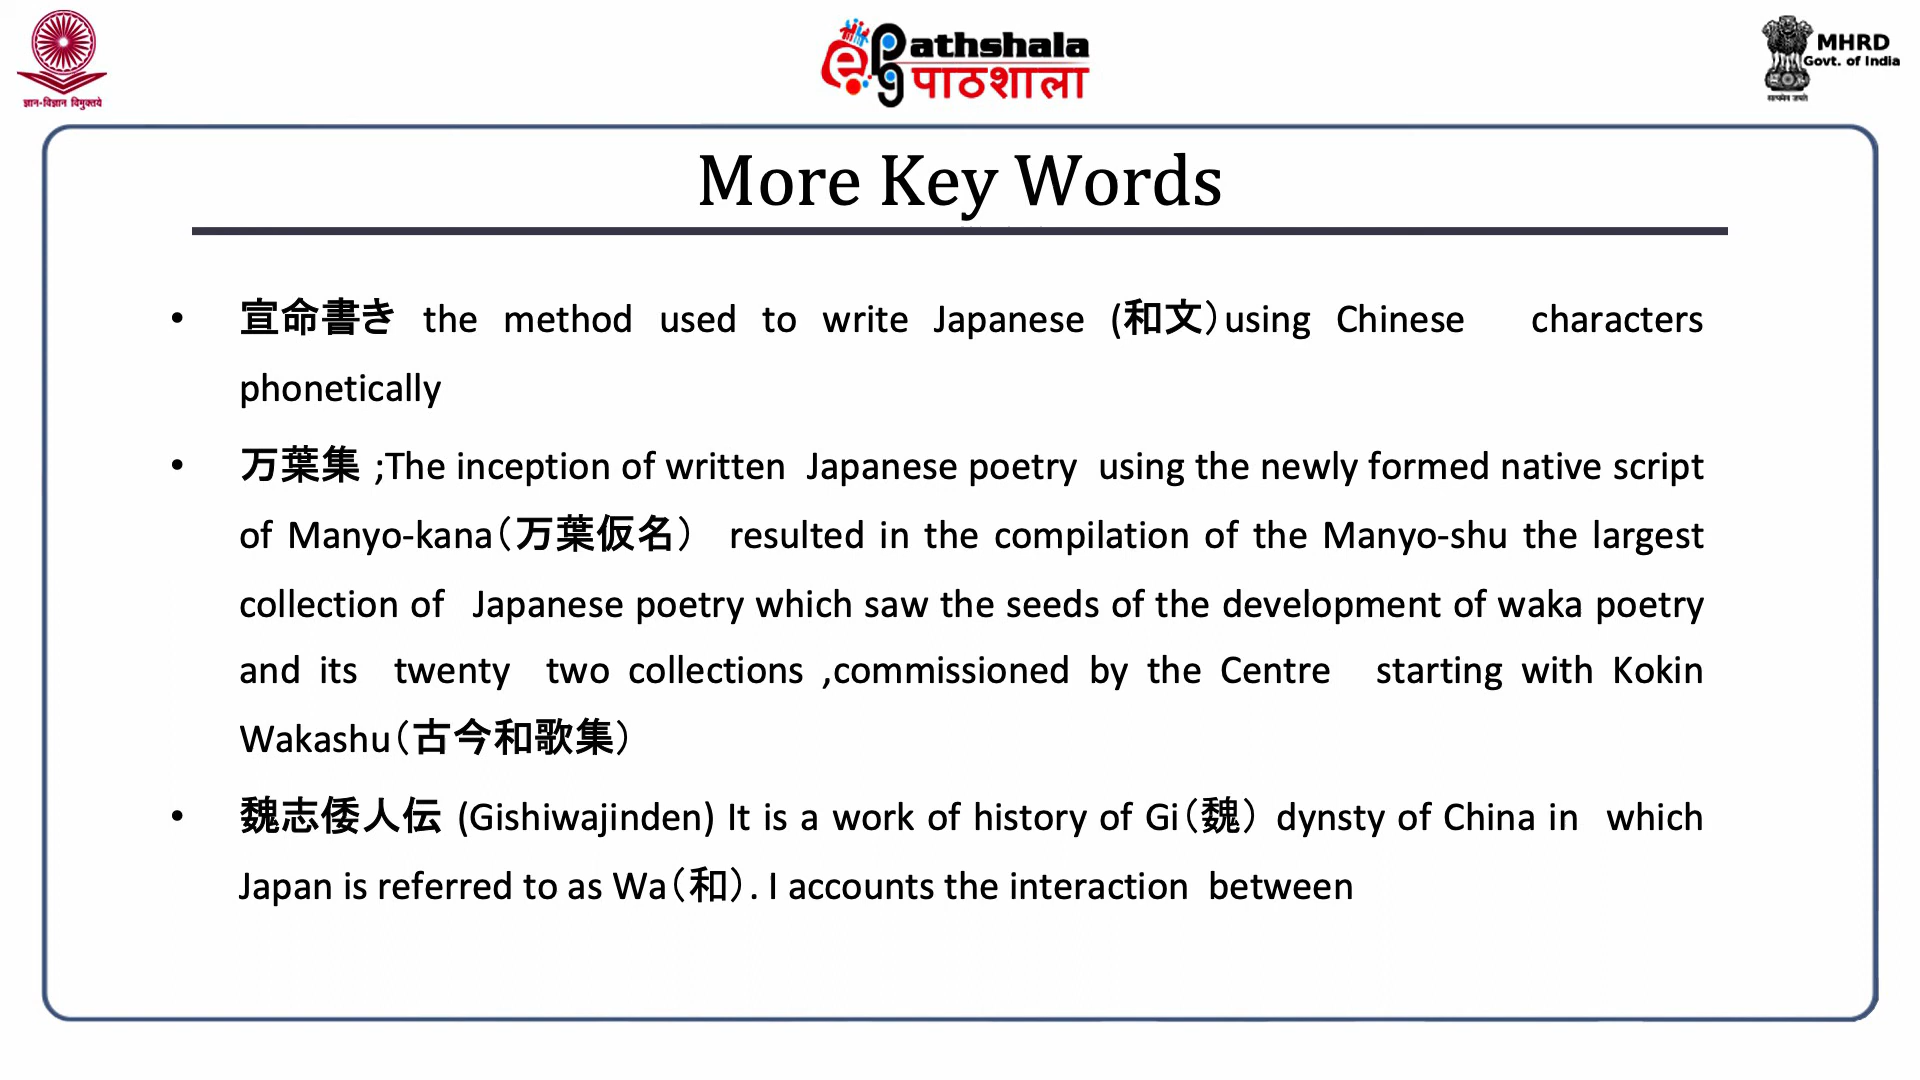 ज्ञान-विज्ञान विमुक्तये
ePgathshala
पाठशाला
MHRD
Govt. of India
सत्यमेव जयते
More Key Words
• 宣命書き the method used to write Japanese (和文）using Chinese characters
phonetically
• 万葉集 ;The inception of written Japanese poetry using the newly formed native script
of Manyo-kana（万葉仮名） resulted in the compilation of the Manyo-shu the largest
collection of Japanese poetry which saw the seeds of the development of waka poetry
and its twenty two collections ,commissioned by the Centre starting with Kokin
Wakashu（古今和歌集）
• 魏志倭人伝 (Gishiwajinden) It is a work of history of Gi（魏） dynsty of China in which
Japan is referred to as Wa（和）. I accounts the interaction between